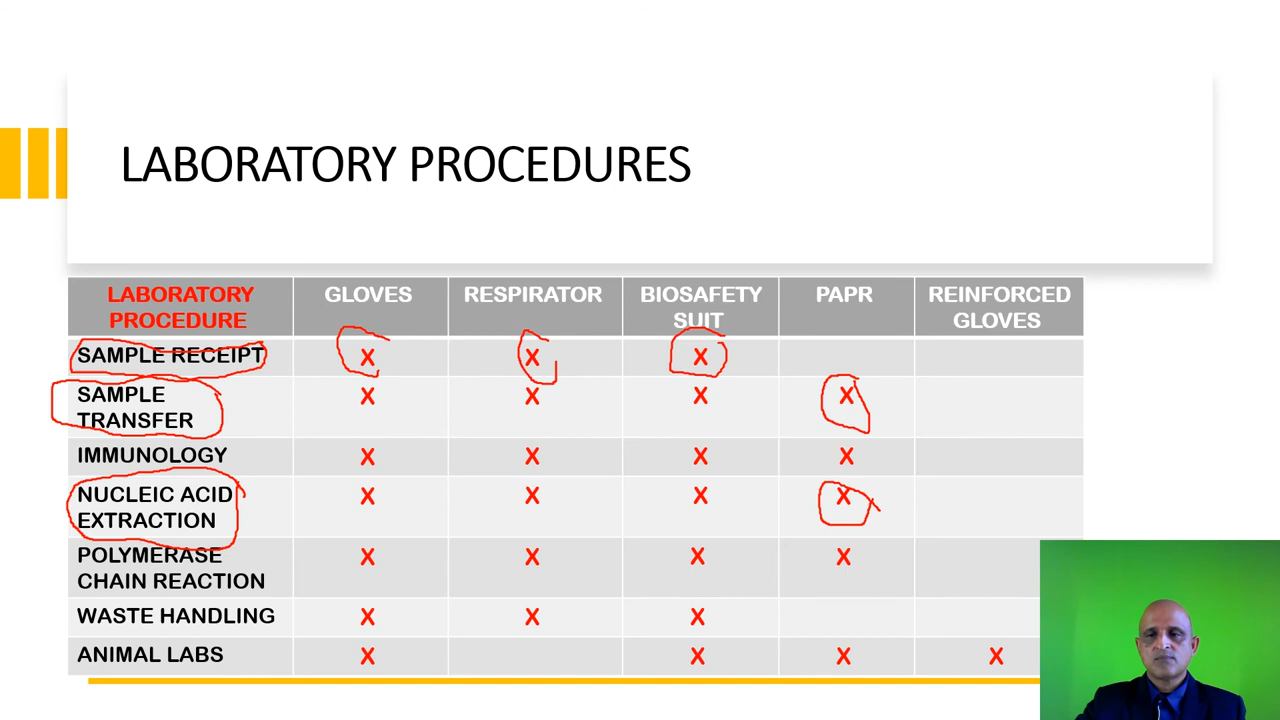 LABORATORY PROCEDURES
LABORATORY PROCEDURE GLOVES RESPIRATOR BIOSAFETY SUIT PAPR REINFORCED GLOVES
SAMPLE RECEIPT X X X
SAMPLE TRANSFER X X X X
IMMUNOLOGY X X X X
NUCLEIC ACID EXTRACTION X X X X
POLYMERASE CHAIN REACTION X X X X
WASTE HANDLING X X X
ANIMAL LABS X X X X